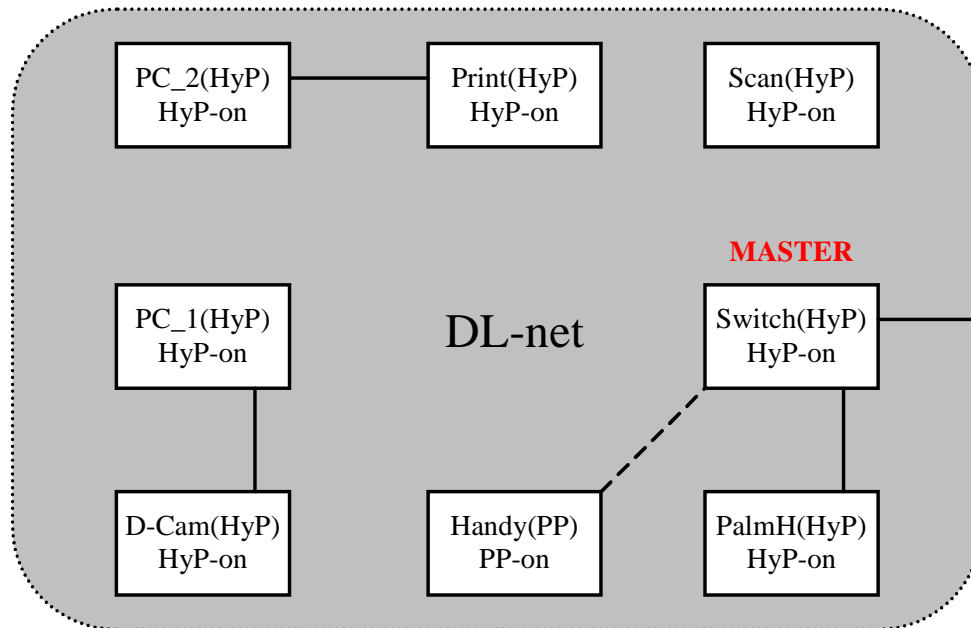 PC_2(HyP)
HyP-on
Print(HyP)
HyP-on
Scan(HyP)
HyP-on
MASTER
PC_1(HyP)
HyP-on
DL-net
Switch(HyP)
HyP-on
D-Cam(HyP)
HyP-on
Handy(PP)
PP-on
PalmH(HyP)
HyP-on